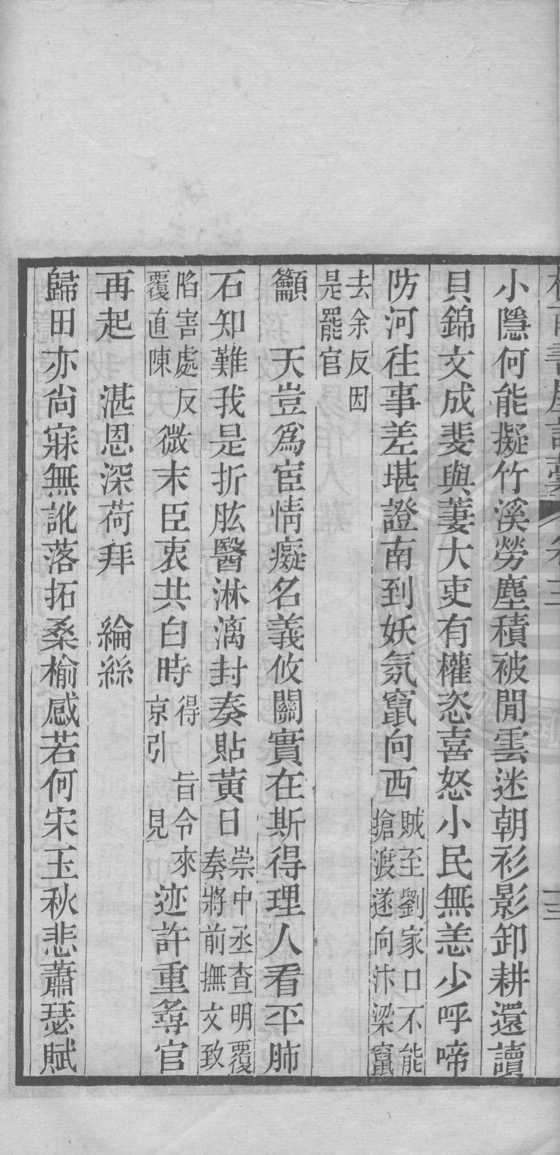 小隱何能擬竹溪勞塵積被閒雲迷朝衫影卸耕還讀
貝錦文成斐與萋大吏有權恣喜怒小民無恙少呼啼
防河往事差堪證南到妖氛竄向西賊至劉家口不能搶渡遂向汴梁竄
去余反因是罷官
籲　天豈為宦情癡名義攸關實在斯得理人看平肺
石知難我是折肱醫淋漓封奏貼黃日崇中丞查明覆奏將前撫文致
陷害處反覆直陳微末臣衷共白時得　旨令來京引　見迹許重尋官
再起　湛恩深荷拜　綸絲
歸田亦尚寐無訛落拓桑榆感若何宋玉秋悲蕭瑟賦